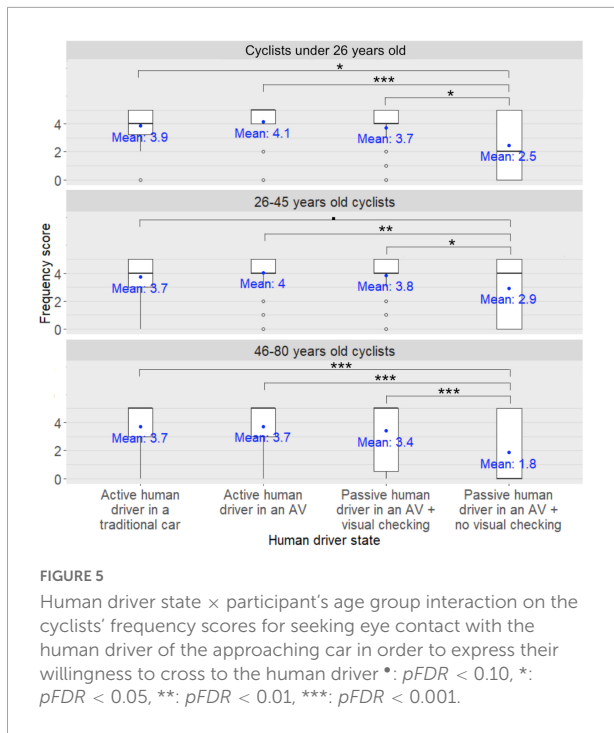 Cyclists under 26 years old
*
***
*
4
2
0
Mean: 3.9
Mean: 4.1
Mean: 3.7
Mean: 2.5
26-45 years old cyclists
**
*
4
2
0
Mean: 3.7
Mean: 4
Mean: 3.8
Mean: 2.9
Frequency score
46-80 years old cyclists
***
***
***
4
2
0
Mean: 3.7
Mean: 3.7
Mean: 3.4
Mean: 1.8
Active human
driver in a
traditional car
Active human
driver in an AV
Passive human
driver in an AV +
visual checking
Passive human
driver in an AV +
no visual checking
Human driver state
FIGURE 5
Human driver state × participant's age group interaction on the
cyclists' frequency scores for seeking eye contact with the
human driver of the approaching car in order to express their
willingness to cross to the human driver •: pFDR < 0.10, *:
pFDR < 0.05, **: pFDR < 0.01, ***: pFDR < 0.001.